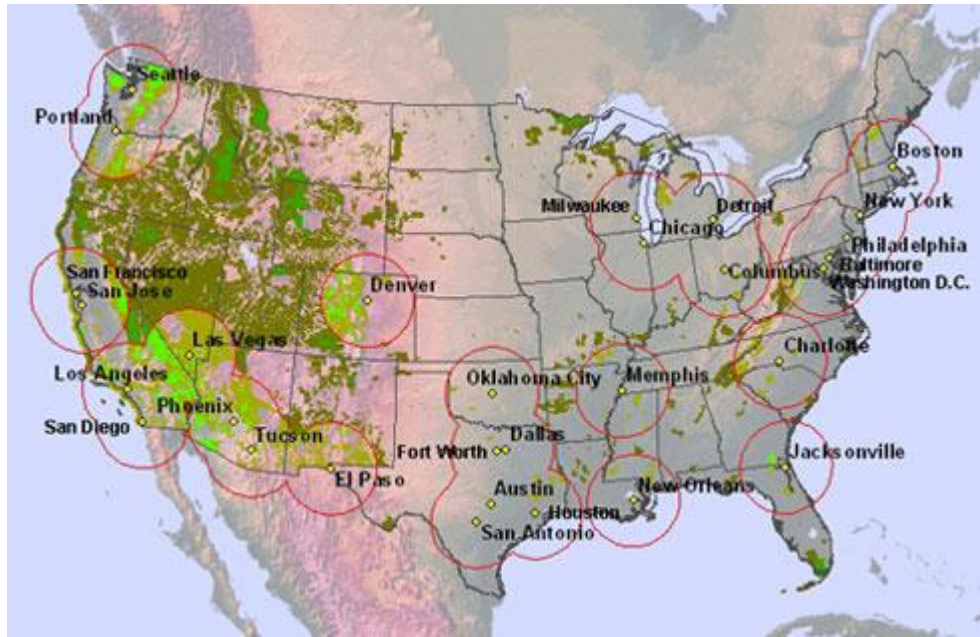 Seattle
Portland
Boston
Milwaukee
Detroit
New York
Chicago
Philadelphia
San Francisco
Columbus
Baltimore
Denver
Washington D.C.
San Jose
Las Vegas
Charlotte
Los Angeles
Oklahoma City
Memphis
Phoenix
San Diego
Tucson
Dallas
Fort Worth
Jacksonville
El Paso
New Orleans
Austin
Houston
San Antonio